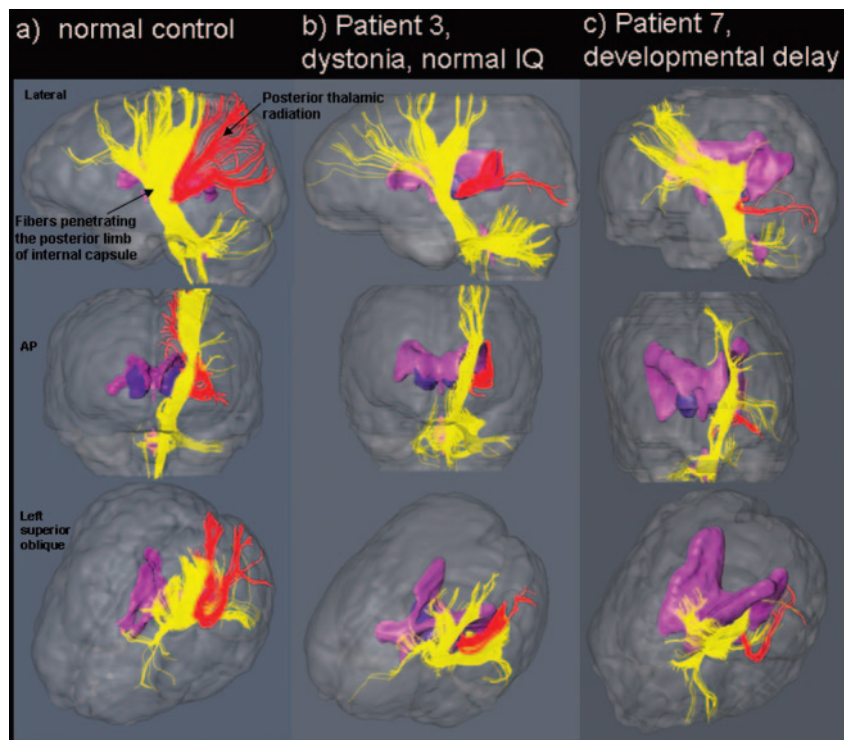 a) normal control
b) Patient 3,
dystonia, normal IQ
c) Patient 7,
developmental delay
Lateral
Posterior thalamic
radiation
Fibers penetrating
the posterior limb
of internal capsule
AP
Left
superior
oblique